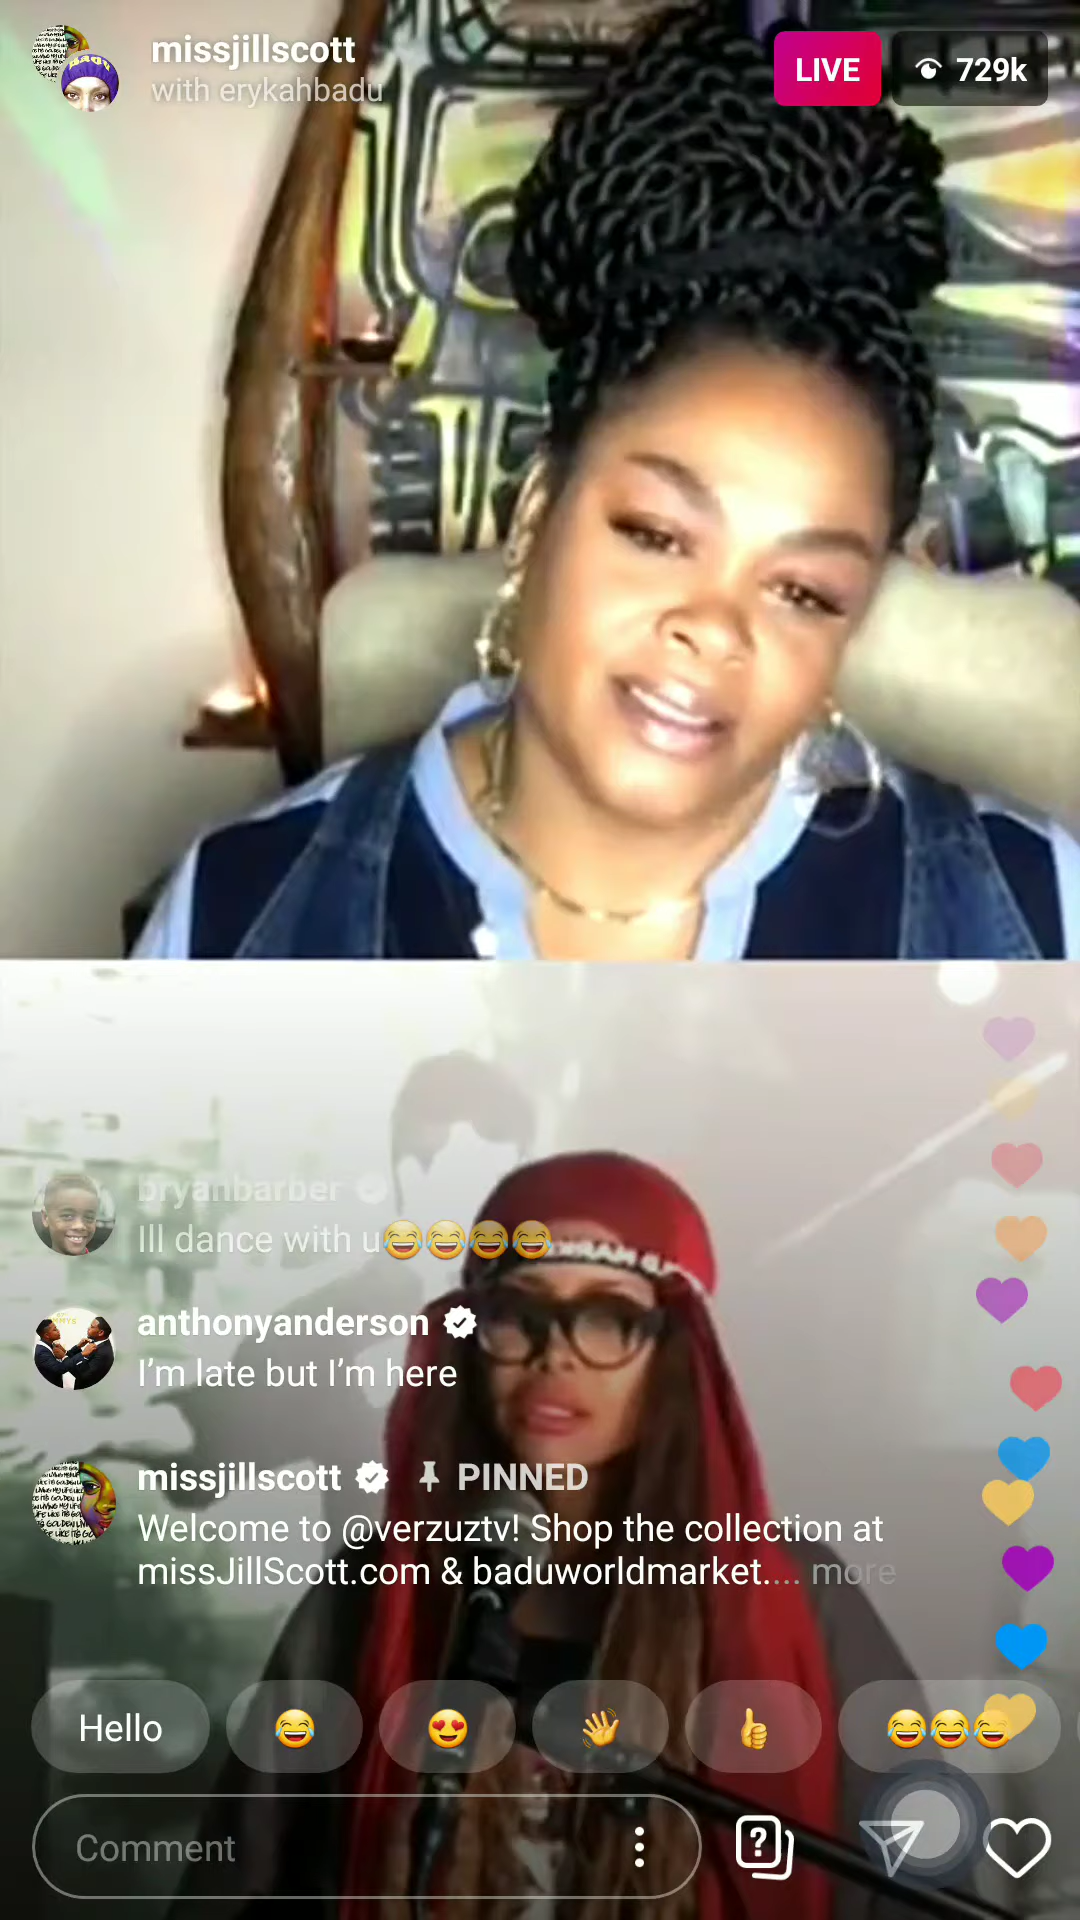 missjillscott
with erykahbadu
LIVE
729k
bryanbarber
Ill dance with u😂😂😂😂
anthonyanderson
I'm late but I'm here
missjillscott PINNED
Welcome to @verzuztv! Shop the collection at
missJillScott.com & baduworldmarket.... more
Hello
Comment